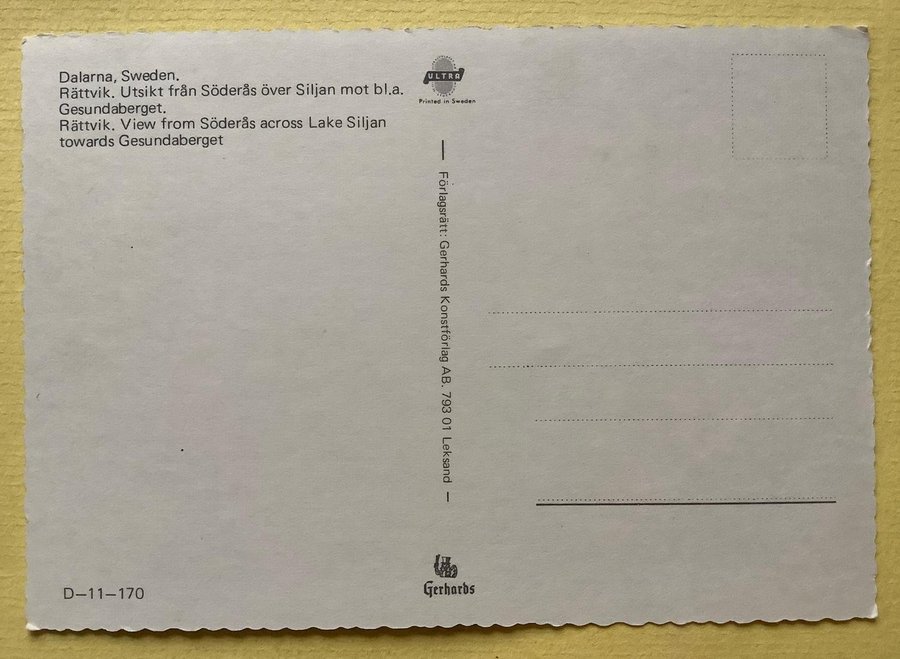 Dalarna, Sweden.
Rättvik. Utsikt från Söderås över Siljan mot bl.a.
Gesundaberget.
Rättvik. View from Söderås across Lake Siljan
towards Gesundaberget
ULTRA
Printed in Sweden
— Förlagsrätt: Gerhards Konstförlag AB. 793 01 Leksand —
D—11—170
Gerhards